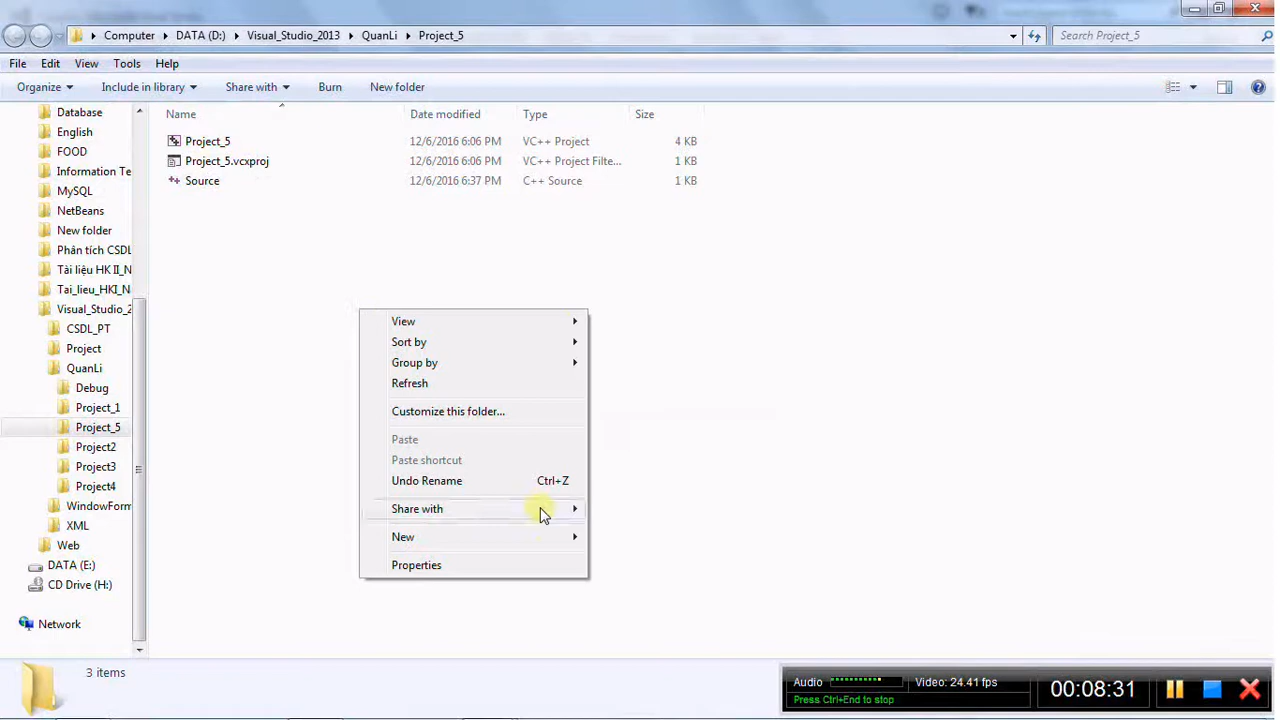 Computer DATA (D:) Visual_Studio_2013 QuanLi Project_5 Search Project_5
File Edit View Tools Help
Organize Include in library Share with Burn New folder
Name Date modified Type Size
Project_5 12/6/2016 6:06 PM VC++ Project 4 KB
Project_5.vcxproj 12/6/2016 6:06 PM VC++ Project Filte... 1 KB
Source 12/6/2016 6:37 PM C++ Source 1 KB
Database
English
FOOD
Information Te
MySQL
NetBeans
New folder
Phân tích CSDL
Tài liệu HK II_N
Tai_lieu_HKI_N
Visual_Studio_2
CSDL_PT
Project
QuanLi
Debug
Project_1
Project_5
Project2
Project3
Project4
WindowForm
XML
Web
DATA (E:)
CD Drive (H:)
Network
View
Sort by
Group by
Refresh
Customize this folder...
Paste
Paste shortcut
Undo Rename Ctrl+Z
Share with
New
Properties
3 items
Audio Video: 24.41 fps
Press Ctrl+End to stop
00:08:31